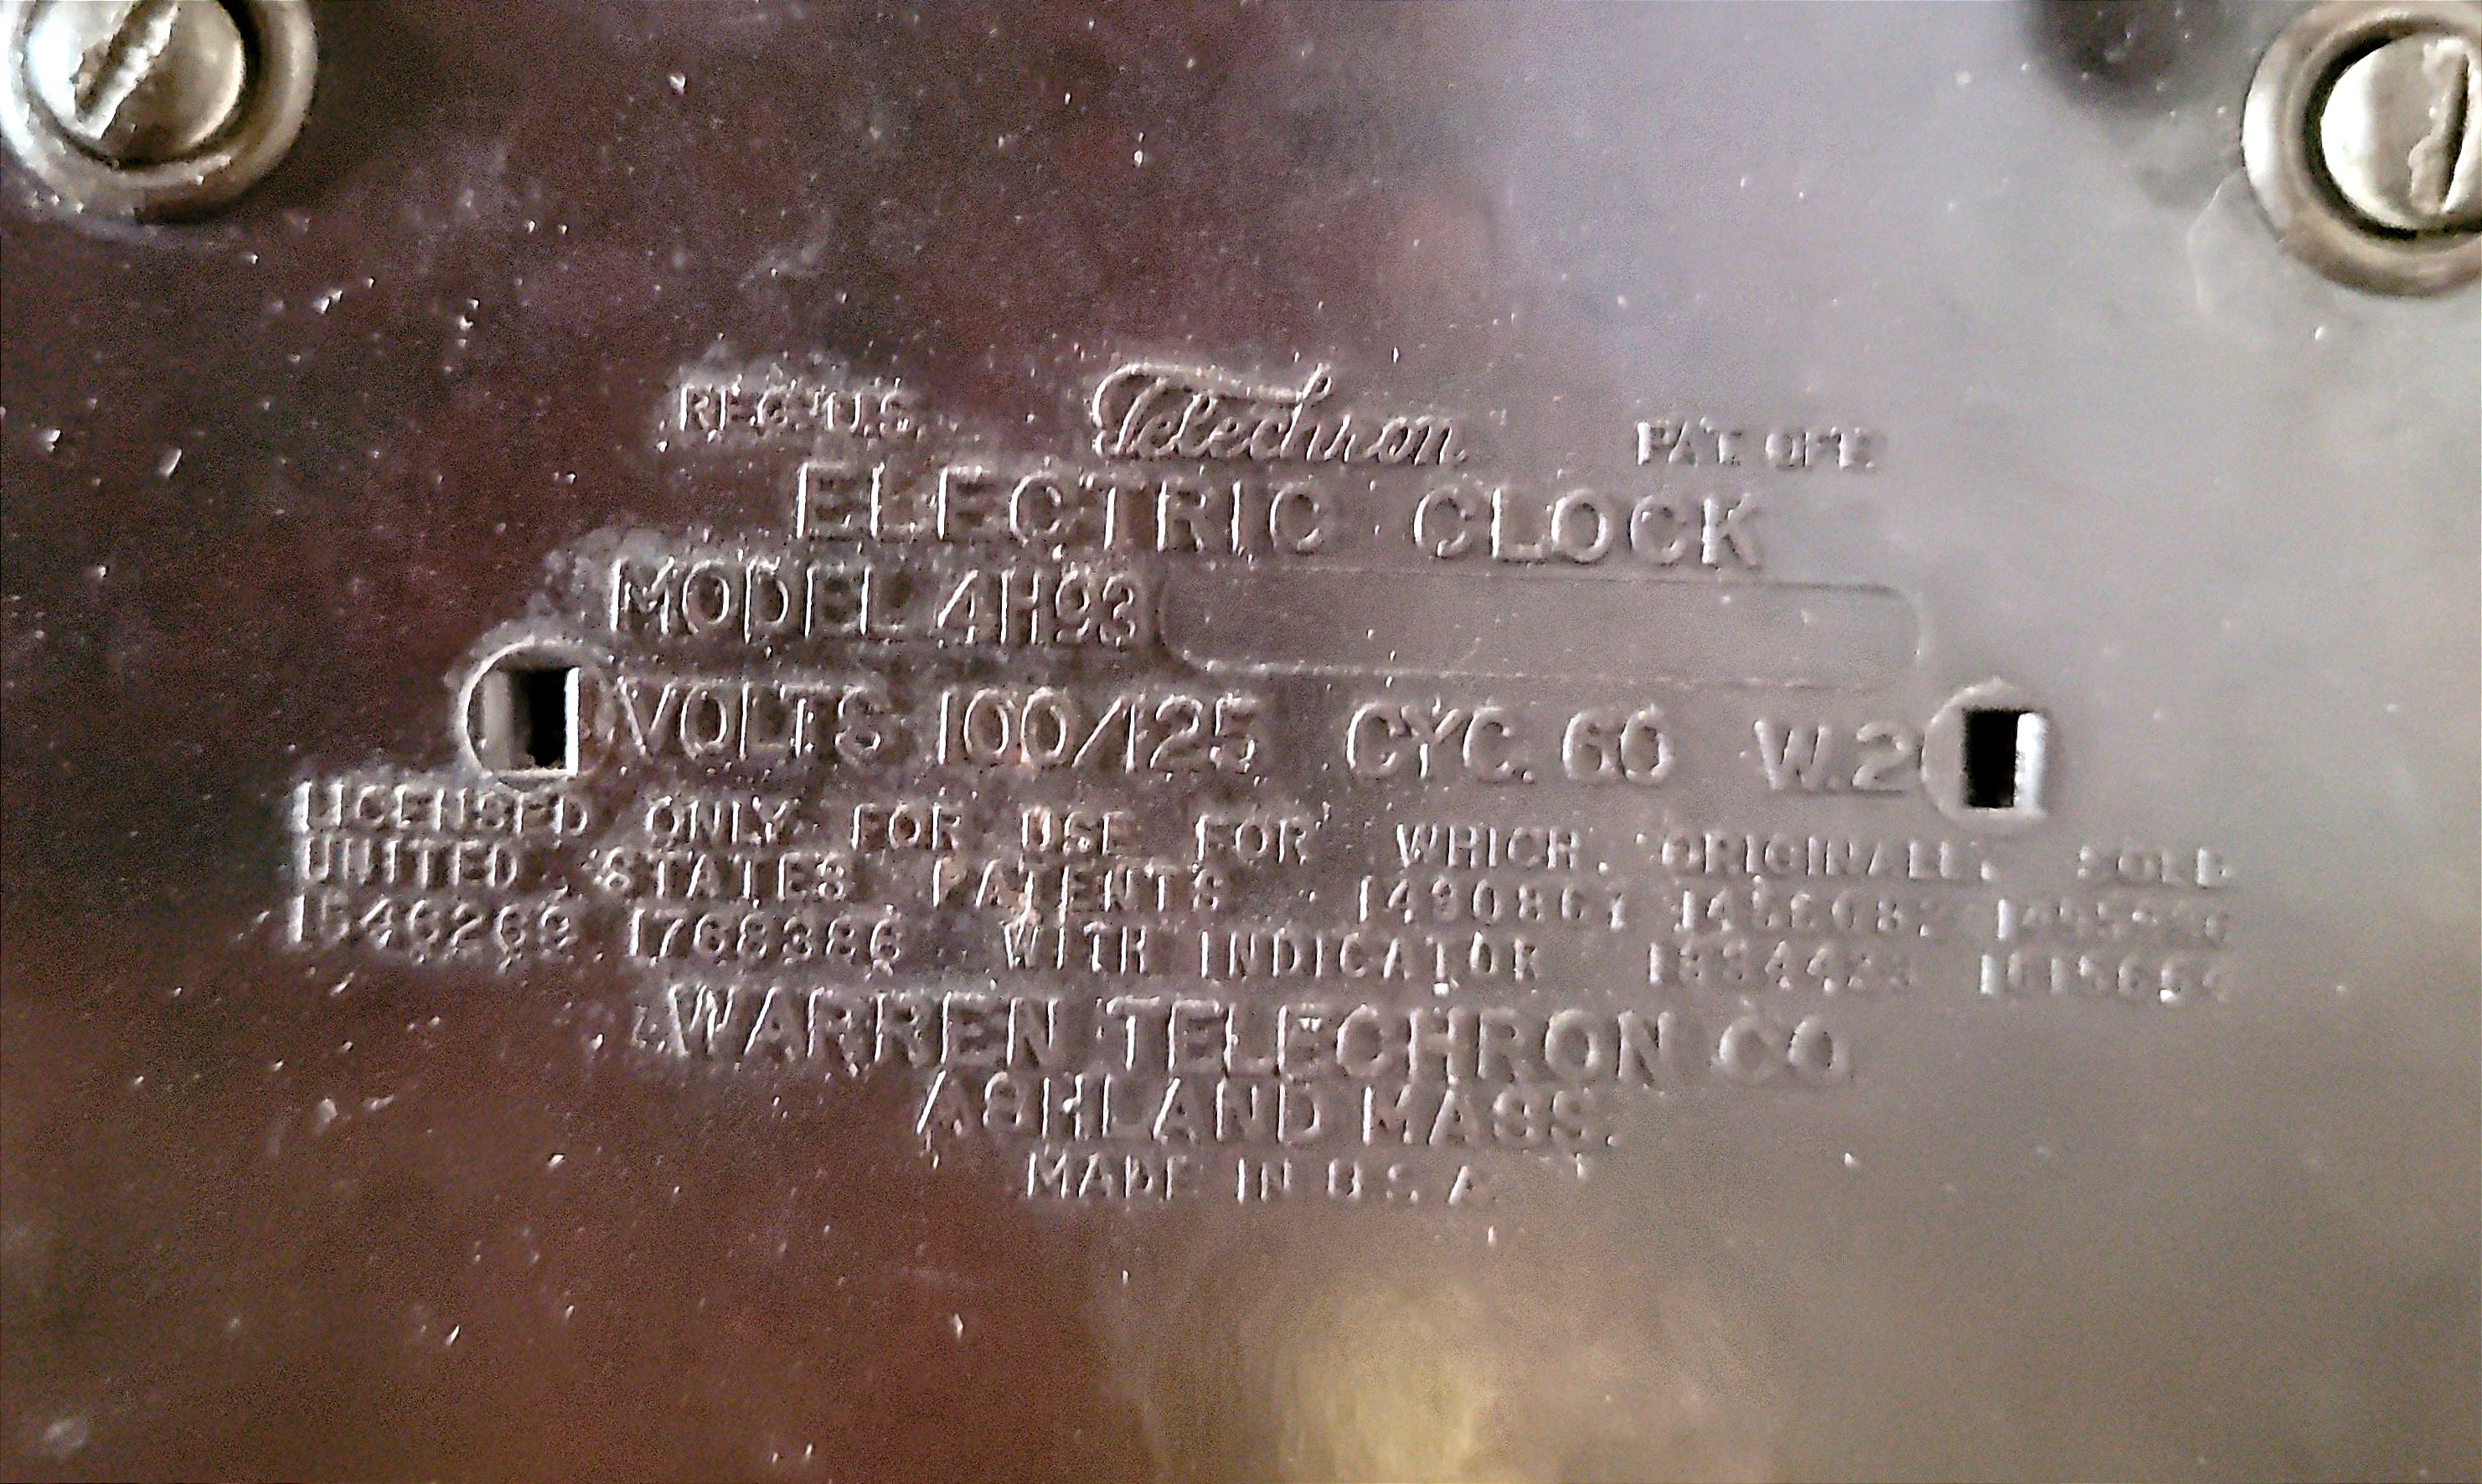 REG. U.S. Telechron PAT. OFF.
ELECTRIC CLOCK
MODEL 4H93
VOLTS 100/125 CYC. 60 W.2
LICENSED ONLY FOR USE FOR WHICH ORIGINALLY SOLD
UNITED STATES PATENTS
WITH INDICATOR
WARREN TELECHRON CO
ASHLAND MASS.
MADE IN U.S.A.